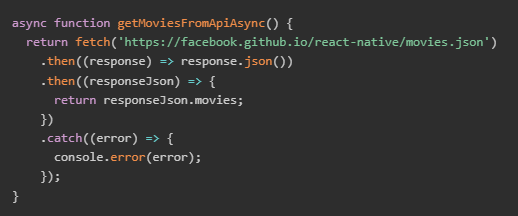 async function getMoviesFromApiAsync() {
  return fetch('https://facebook.github.io/react-native/movies.json')
    .then((response) => response.json())
    .then((responseJson) => {
      return responseJson.movies;
    })
    .catch((error) => {
      console.error(error);
    });
}